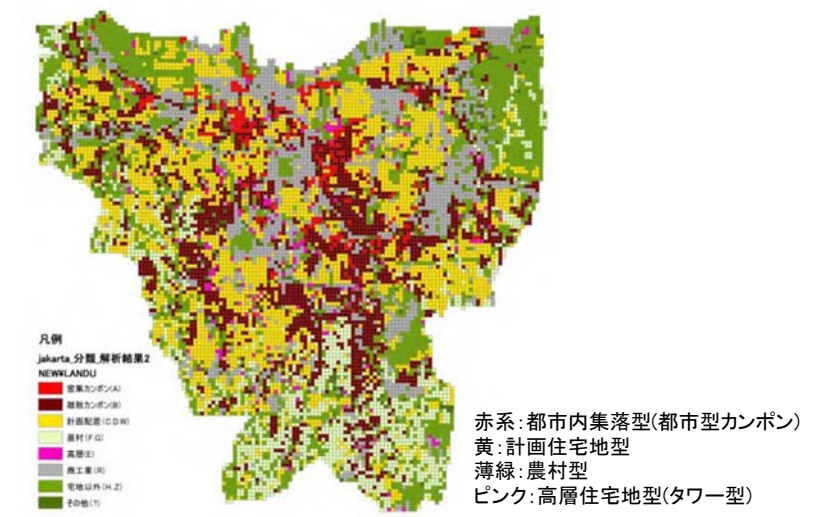 凡例
jakarta_分類_解析結果2
NEW¥LANDU
密集カンポン(A)
離散カンポン(B)
計画配置(C.D.W)
農村(F.G)
高層(E)
商工業(R)
宅地以外(H.Z)
その他(Y)
赤系:都市内集落型(都市型カンポン)
黄:計画住宅地型
薄緑:農村型
ピンク:高層住宅地型(タワー型)